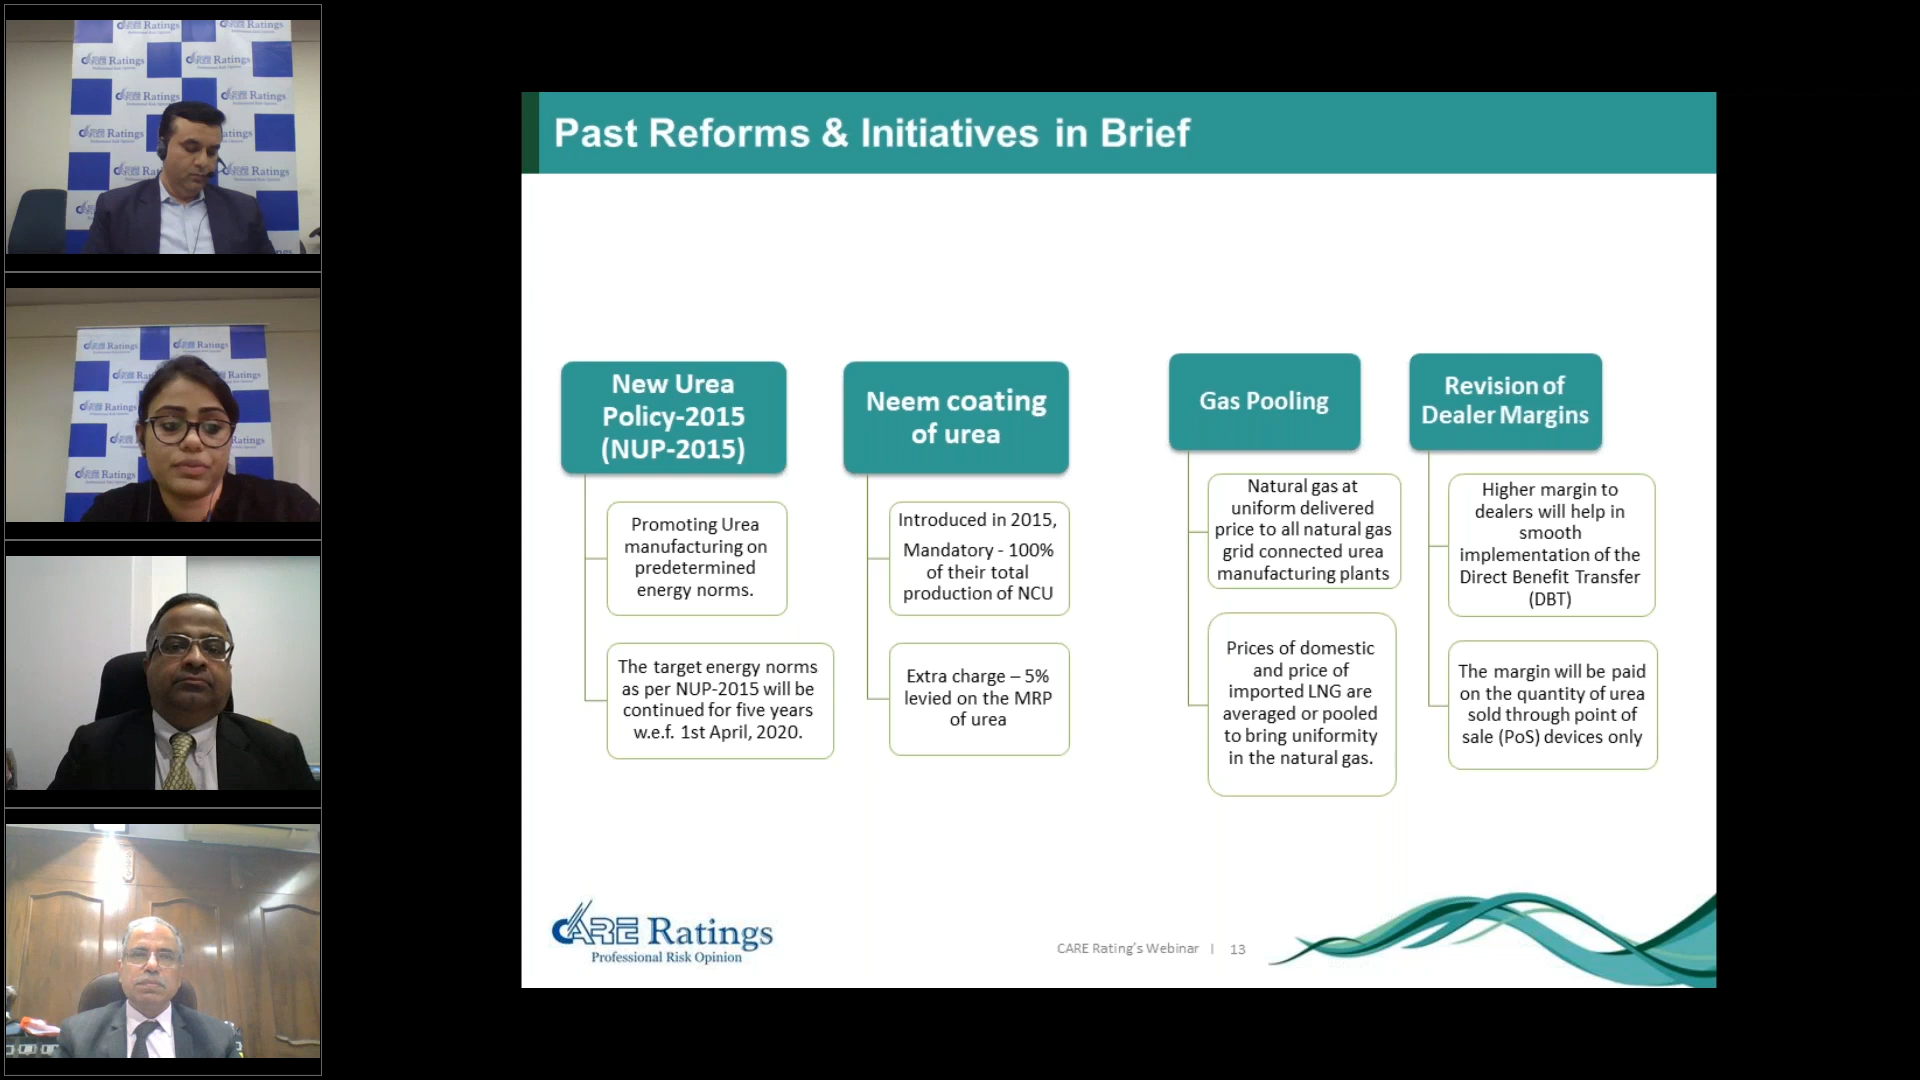 Past Reforms & Initiatives in Brief
New Urea
Policy-2015
(NUP-2015)
Promoting Urea
manufacturing on
predetermined
energy norms.
The target energy norms
as per NUP-2015 will be
continued for five years
w.e.f. 1st April, 2020.
Neem coating
of urea
Introduced in 2015,
Mandatory - 100%
of their total
production of NCU
Extra charge – 5%
levied on the MRP
of urea
Gas Pooling
Natural gas at
uniform delivered
price to all natural gas
grid connected urea
manufacturing plants
Prices of domestic
and price of
imported LNG are
averaged or pooled
to bring uniformity
in the natural gas.
Revision of
Dealer Margins
Higher margin to
dealers will help in
smooth
implementation of the
Direct Benefit Transfer
(DBT)
The margin will be paid
on the quantity of urea
sold through point of
sale (PoS) devices only
CARE Ratings
Professional Risk Opinion
CARE Rating's Webinar | 13